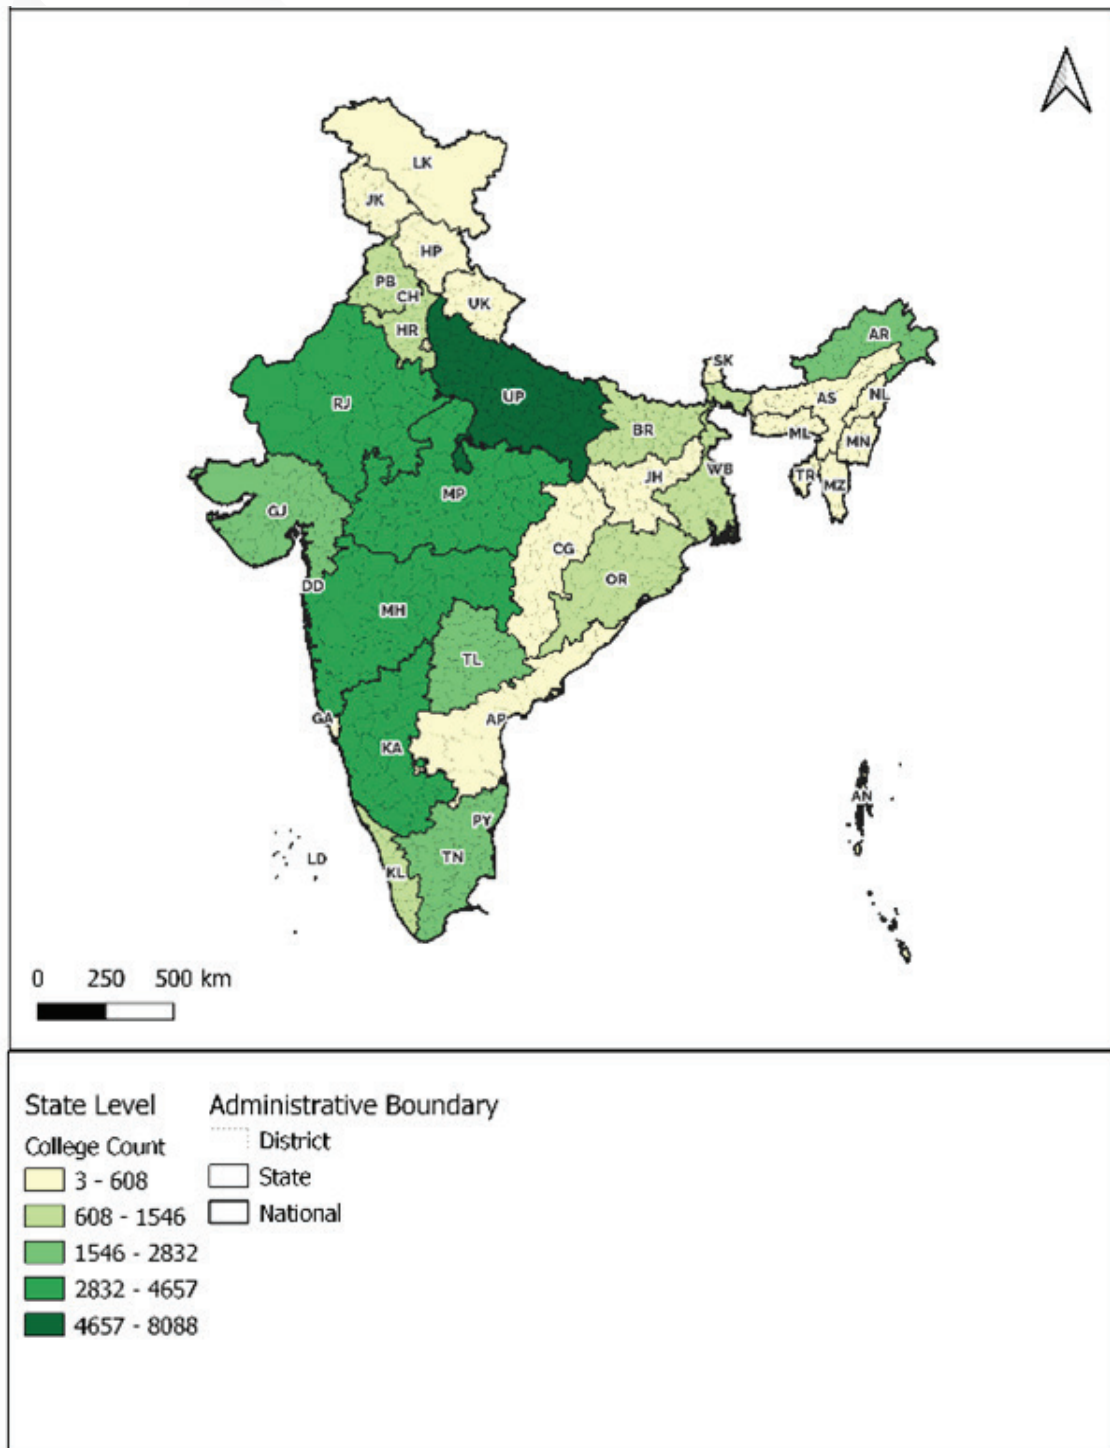 LK
JK
HP
PB
CH
UK
HR
AR
SK
RJ
UP
AS
NL
BR
ML
MN
WB
JH
TR
MZ
MP
GJ
CG
OR
DD
MH
TL
GA
AP
KA
AN
PY
LD
TN
KL
0 250 500 km
State Level
College Count
3 - 608
608 - 1546
1546 - 2832
2832 - 4657
4657 - 8088
Administrative Boundary
District
State
National